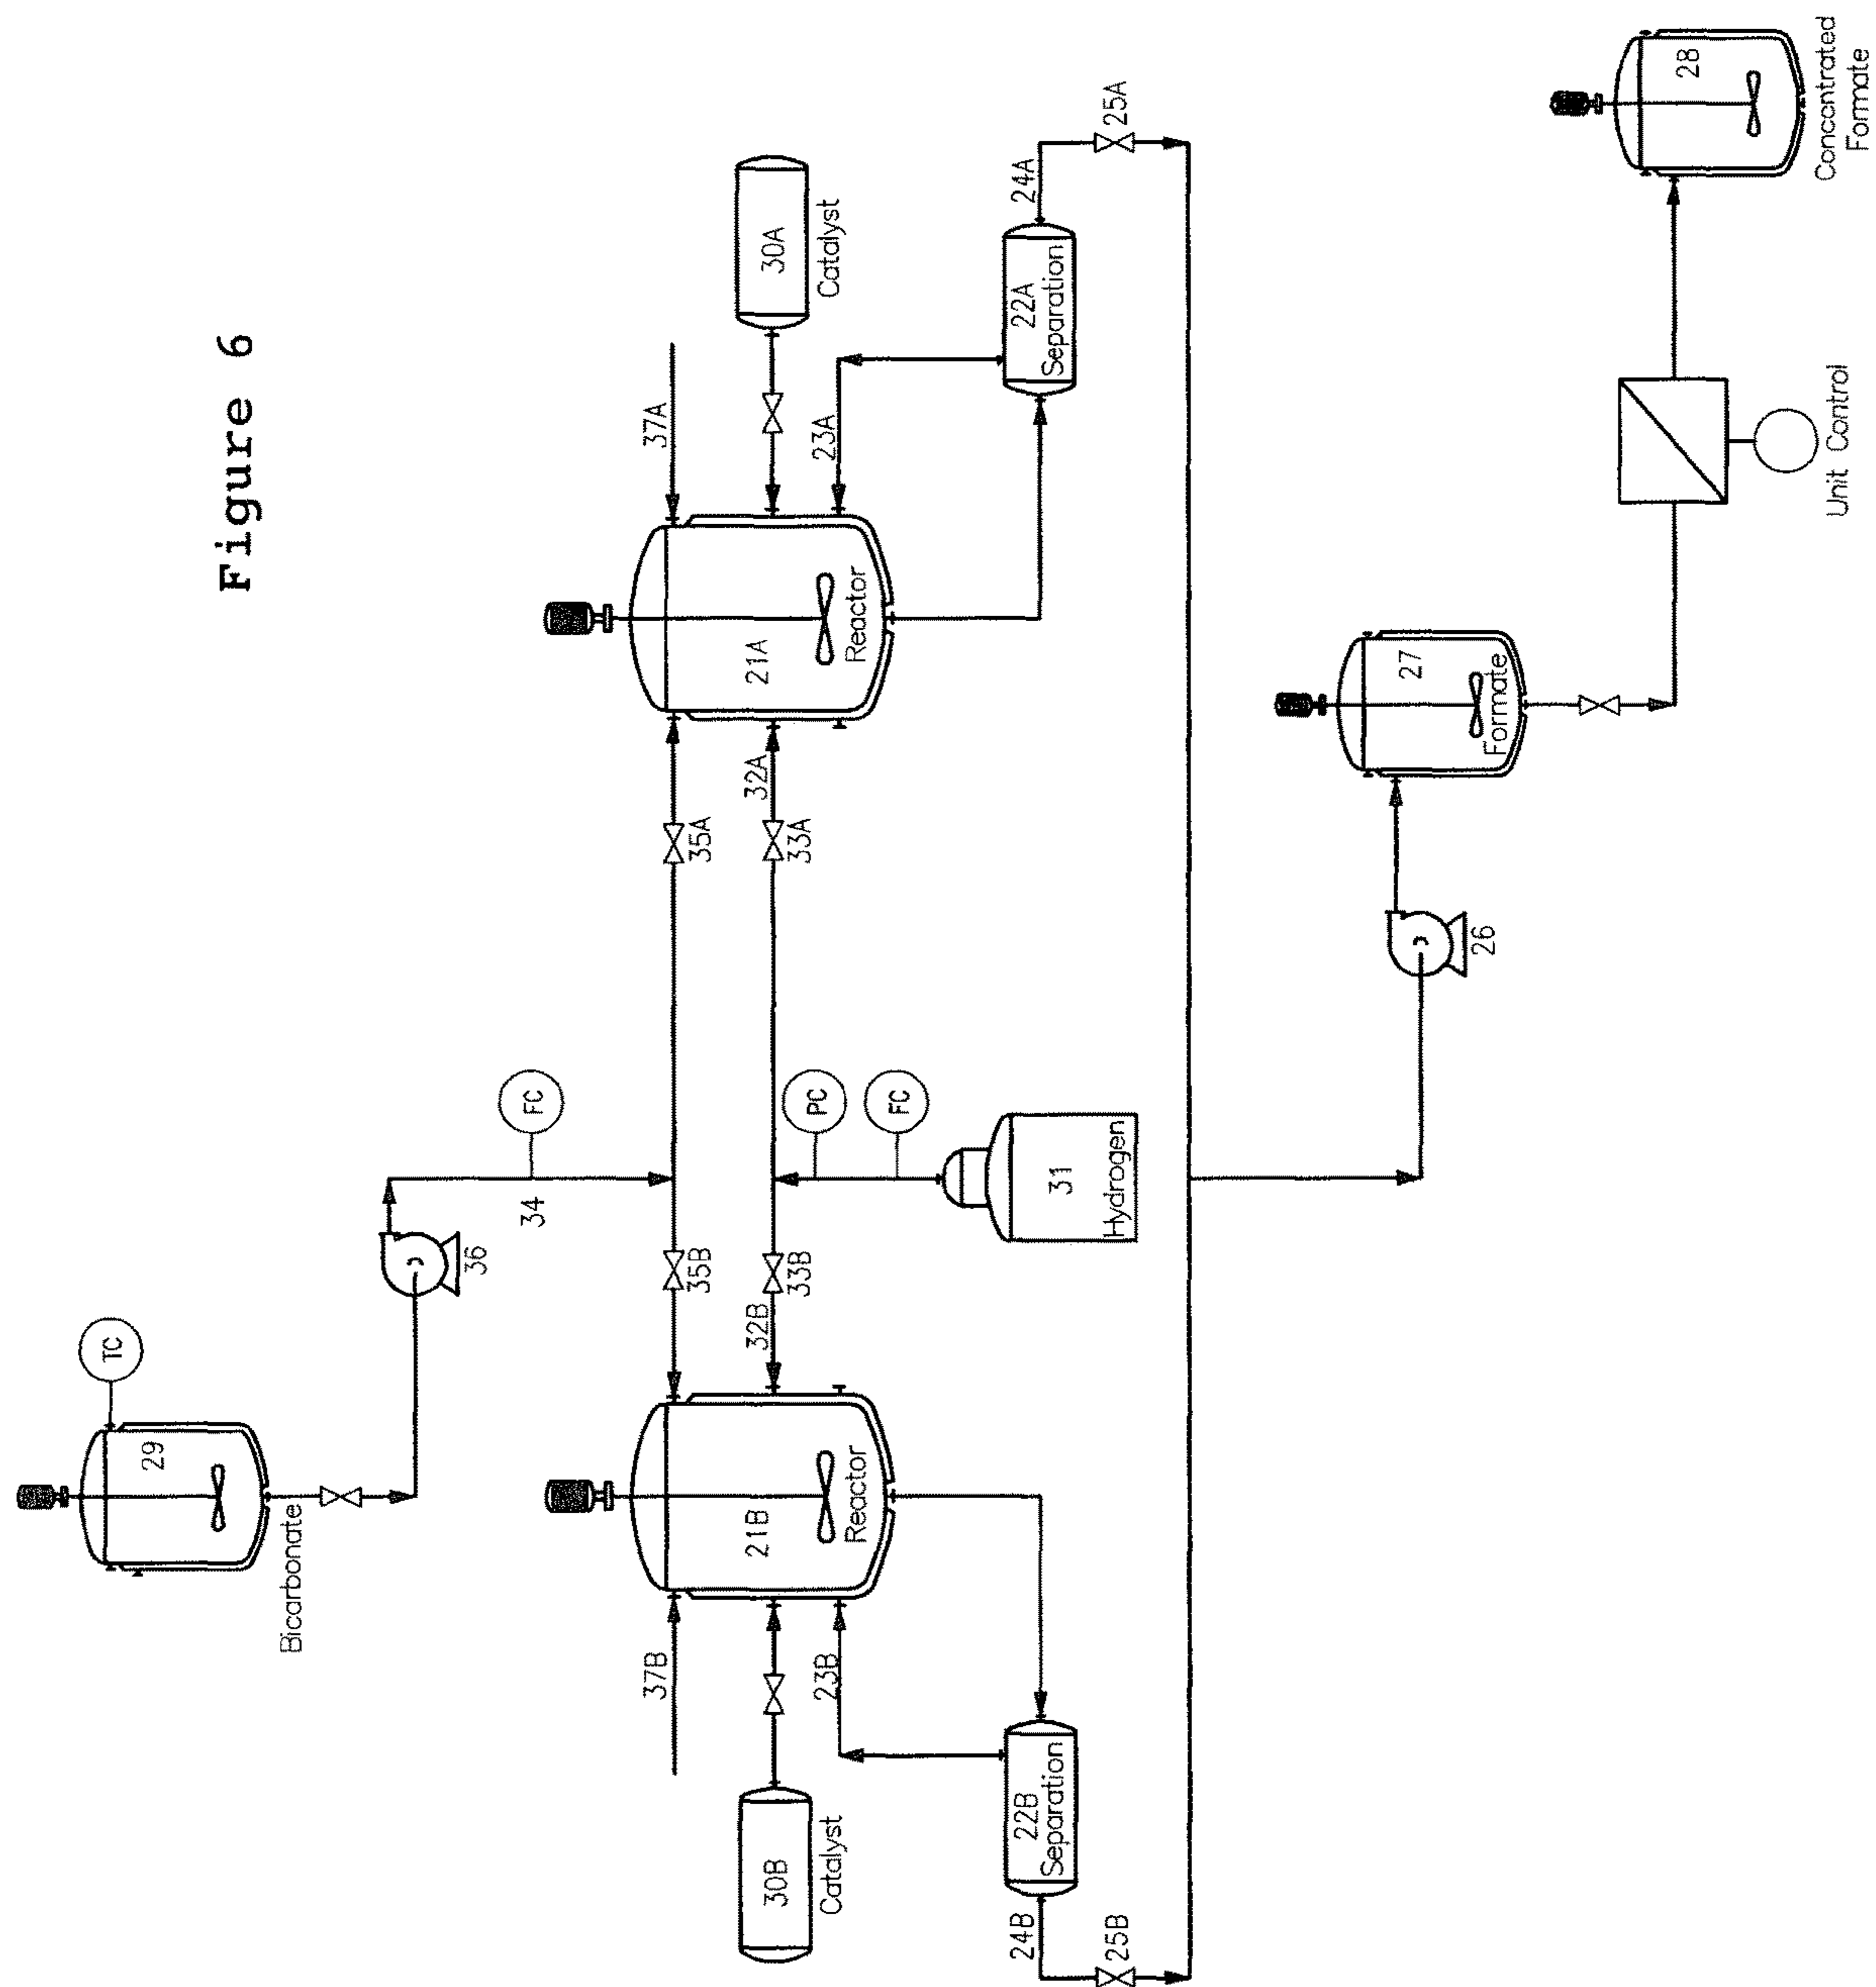 Figure 6
TC
29
Bicarbonate
36
34
FC
37B
35B
35A
37A
21B
Reactor
21A
Reactor
30B
Catalyst
30A
Catalyst
32B
33B
33A
32A
23B
23A
PC
FC
31
Hydrogen
22B
Separation
22A
Separation
24B
25B
24A
25A
26
27
Formate
Unit Control
28
Concentrated
Formate